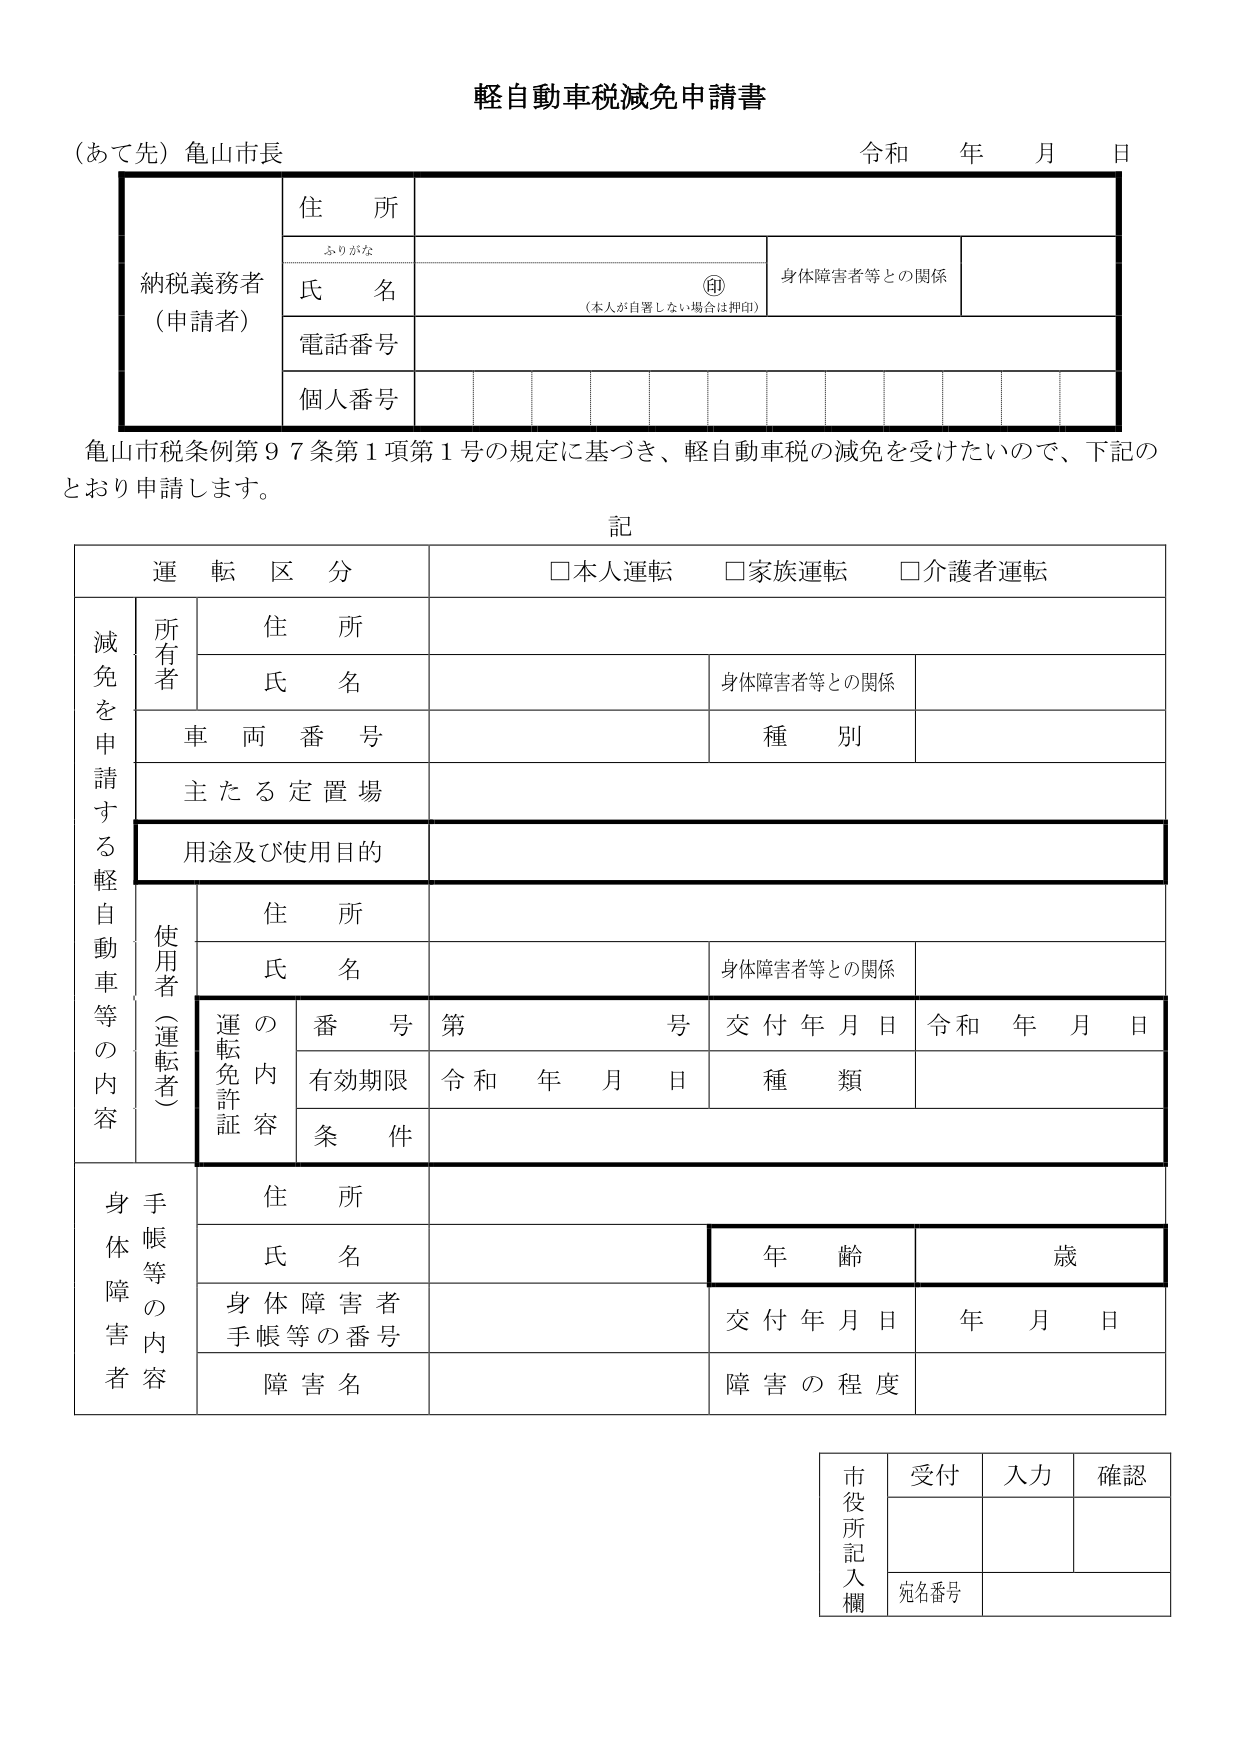 軽自動車税減免申請書
（あて先）亀山市長　　令和　　年　　月　　日
納税義務者
（申請者）
住　所
ふりがな
氏　名
㊞
（本人が自署しない場合は押印）
身体障害者等との関係
電話番号
個人番号
亀山市税条例第９７条第１項第１号の規定に基づき、軽自動車税の減免を受けたいので、下記の
とおり申請します。
記
運　転　区　分
□本人運転　　□家族運転　　□介護者運転
減免を申請する軽自動車等の内容
所有者
住　所
氏　名
身体障害者等との関係
車　両　番　号
種　別
主たる定置場
用途及び使用目的
使用者（運転者）
住　所
氏　名
身体障害者等との関係
運転免許証
の内容
番　号
第　　　　号
交付年月日
令和　年　月　日
有効期限
令和　年　月　日
種　類
条　件
身体障害者
手帳等の内容
住　所
氏　名
年　齢
歳
身体障害者
手帳等の番号
交付年月日
年　月　日
障害名
障害の程度
市役所記入欄
受付
入力
確認
宛名番号